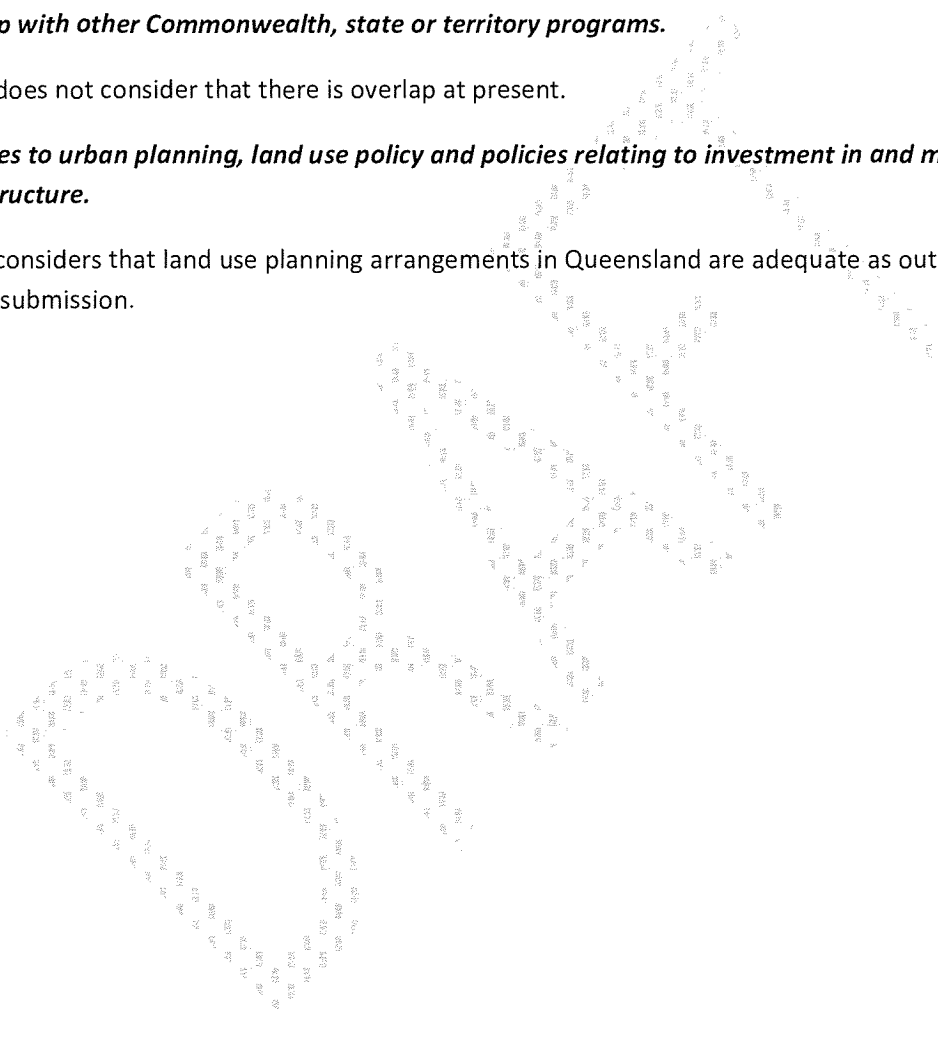 p with other Commonwealth, state or territory programs.
does not consider that there is overlap at present.
es to urban planning, land use policy and policies relating to investment in and m
ructure.
considers that land use planning arrangements in Queensland are adequate as out
submission.
DRAFT